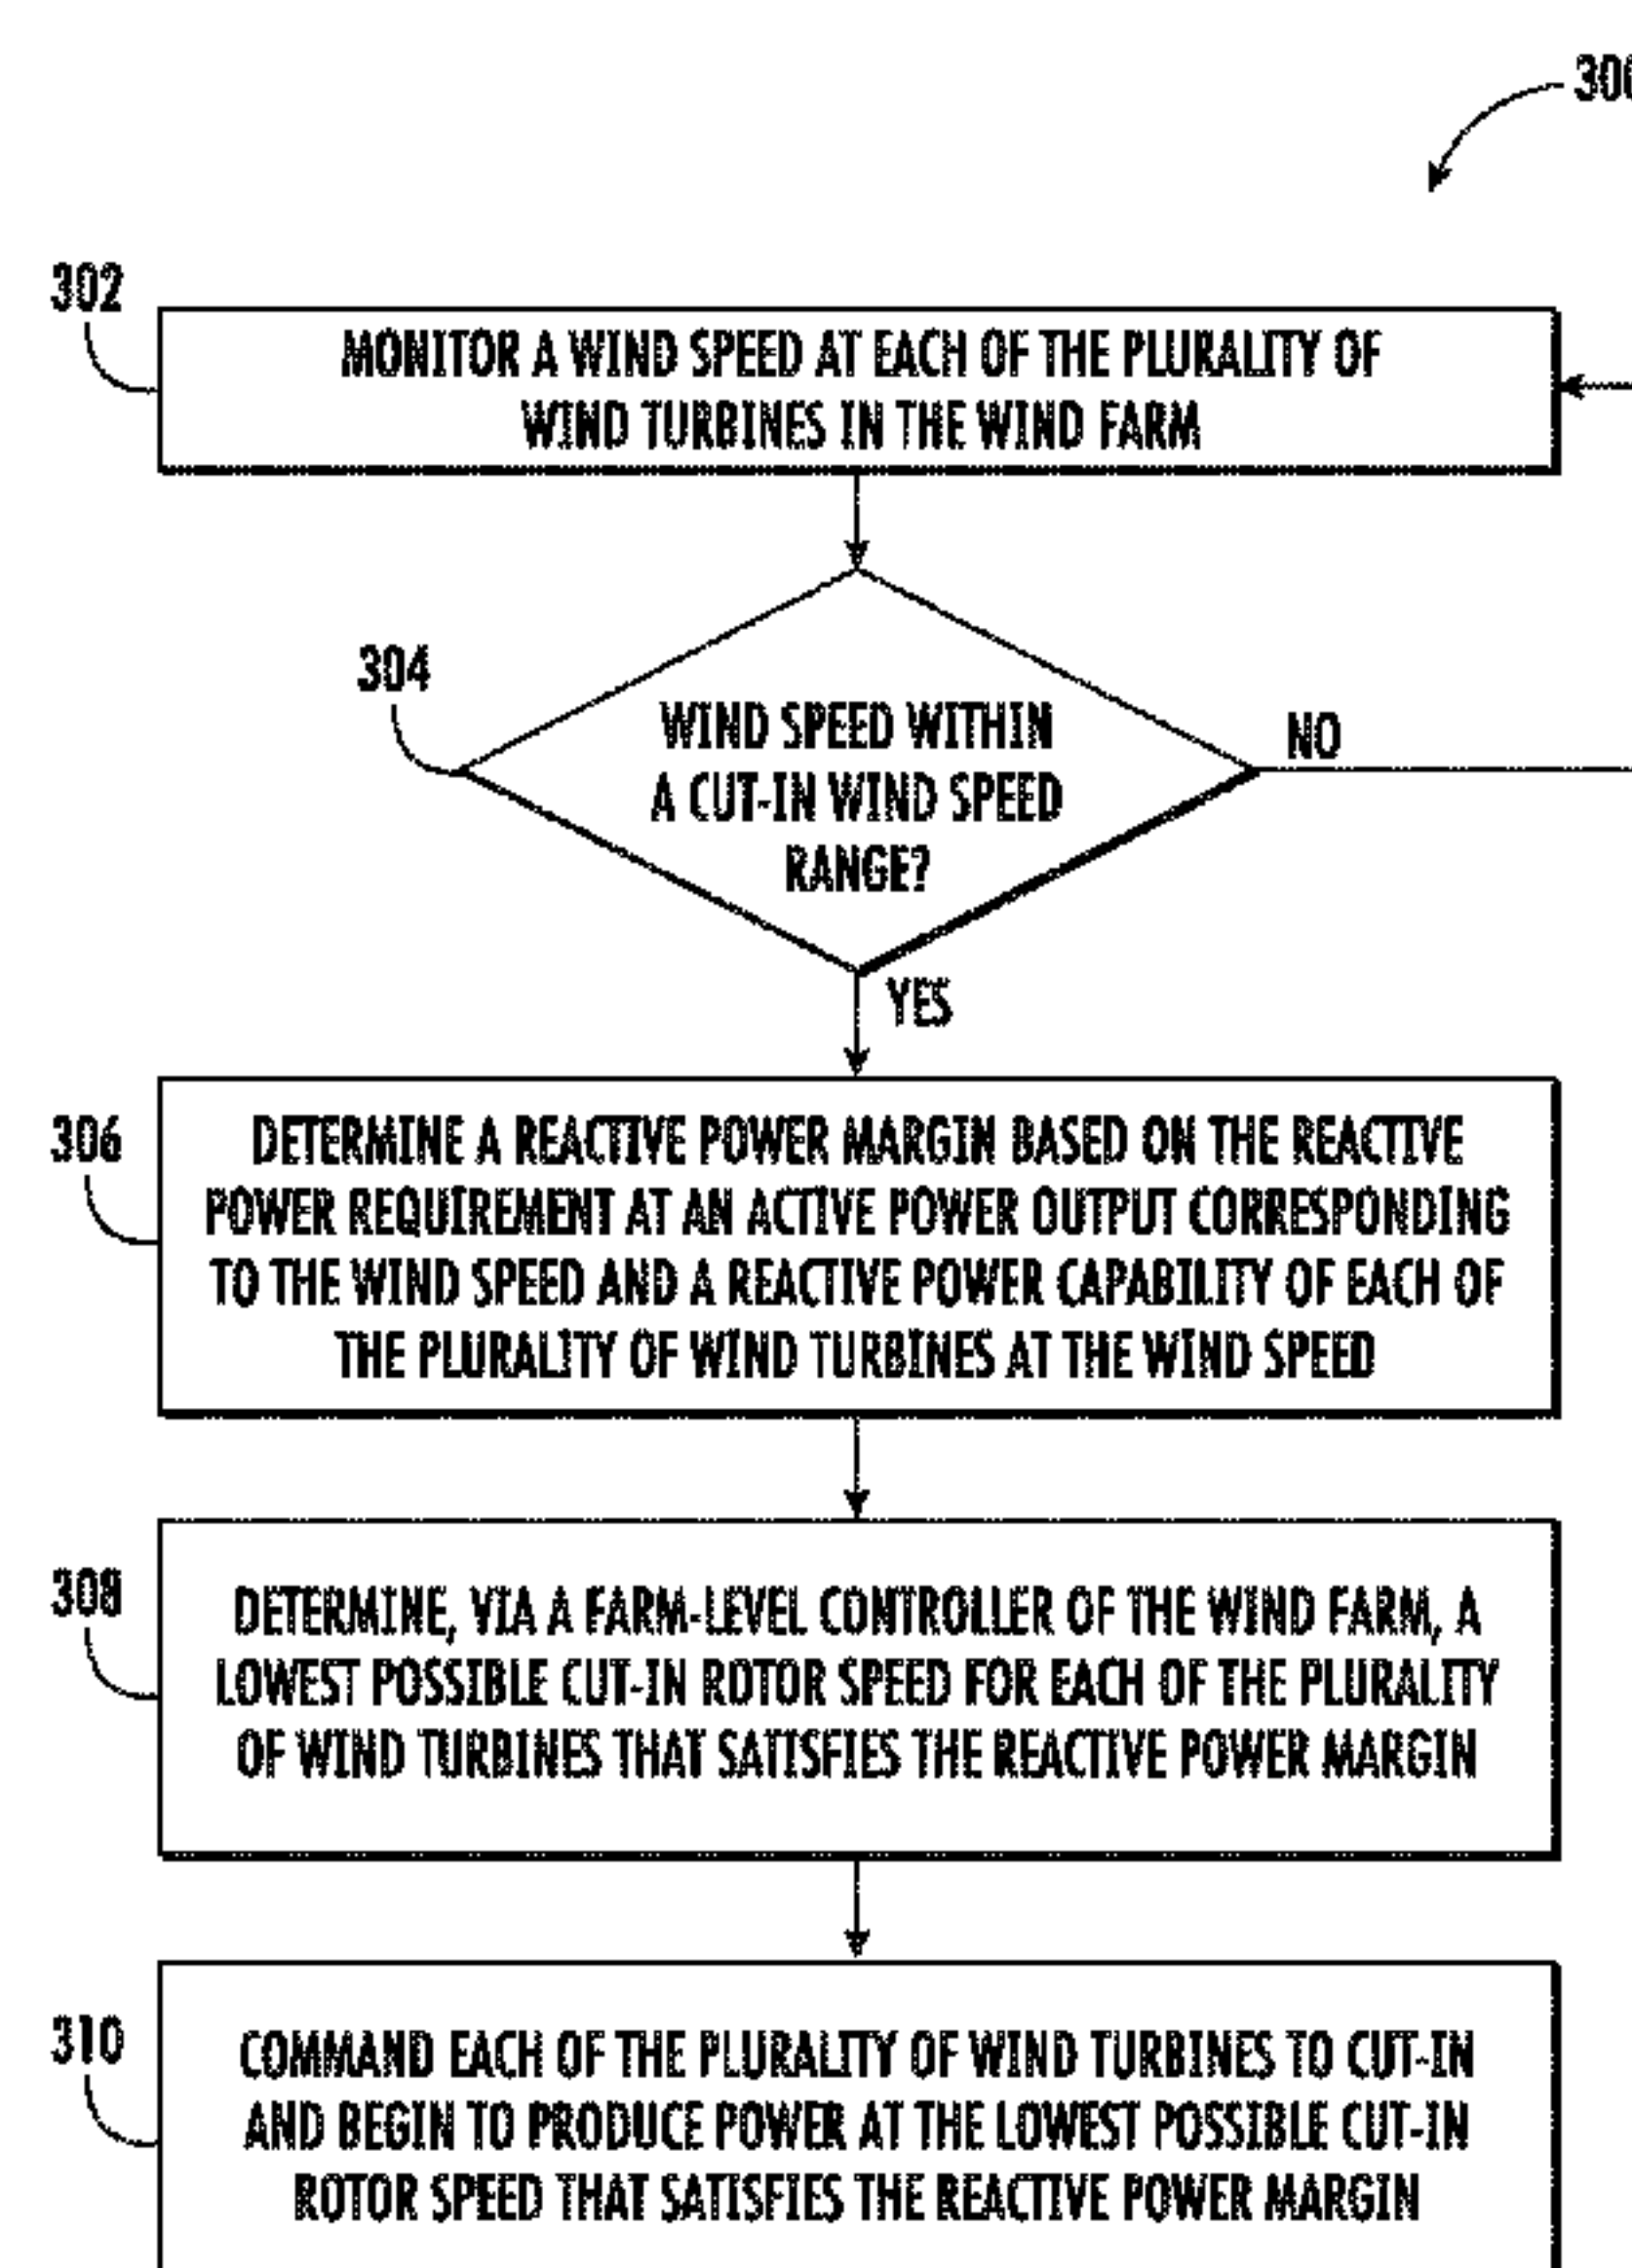 302
MONITOR A WIND SPEED AT EACH OF THE PLURALITY OF
WIND TURBINES IN THE WIND FARM
304
WIND SPEED WITHIN
A CUT-IN WIND SPEED
RANGE?
NO
YES
306
DETERMINE A REACTIVE POWER MARGIN BASED ON THE REACTIVE
POWER REQUIREMENT AT AN ACTIVE POWER OUTPUT CORRESPONDING
TO THE WIND SPEED AND A REACTIVE POWER CAPABILITY OF EACH OF
THE PLURALITY OF WIND TURBINES AT THE WIND SPEED
308
DETERMINE, VIA A FARM-LEVEL CONTROLLER OF THE WIND FARM, A
LOWEST POSSIBLE CUT-IN ROTOR SPEED FOR EACH OF THE PLURALITY
OF WIND TURBINES THAT SATISFIES THE REACTIVE POWER MARGIN
310
COMMAND EACH OF THE PLURALITY OF WIND TURBINES TO CUT-IN
AND BEGIN TO PRODUCE POWER AT THE LOWEST POSSIBLE CUT-IN
ROTOR SPEED THAT SATISFIES THE REACTIVE POWER MARGIN